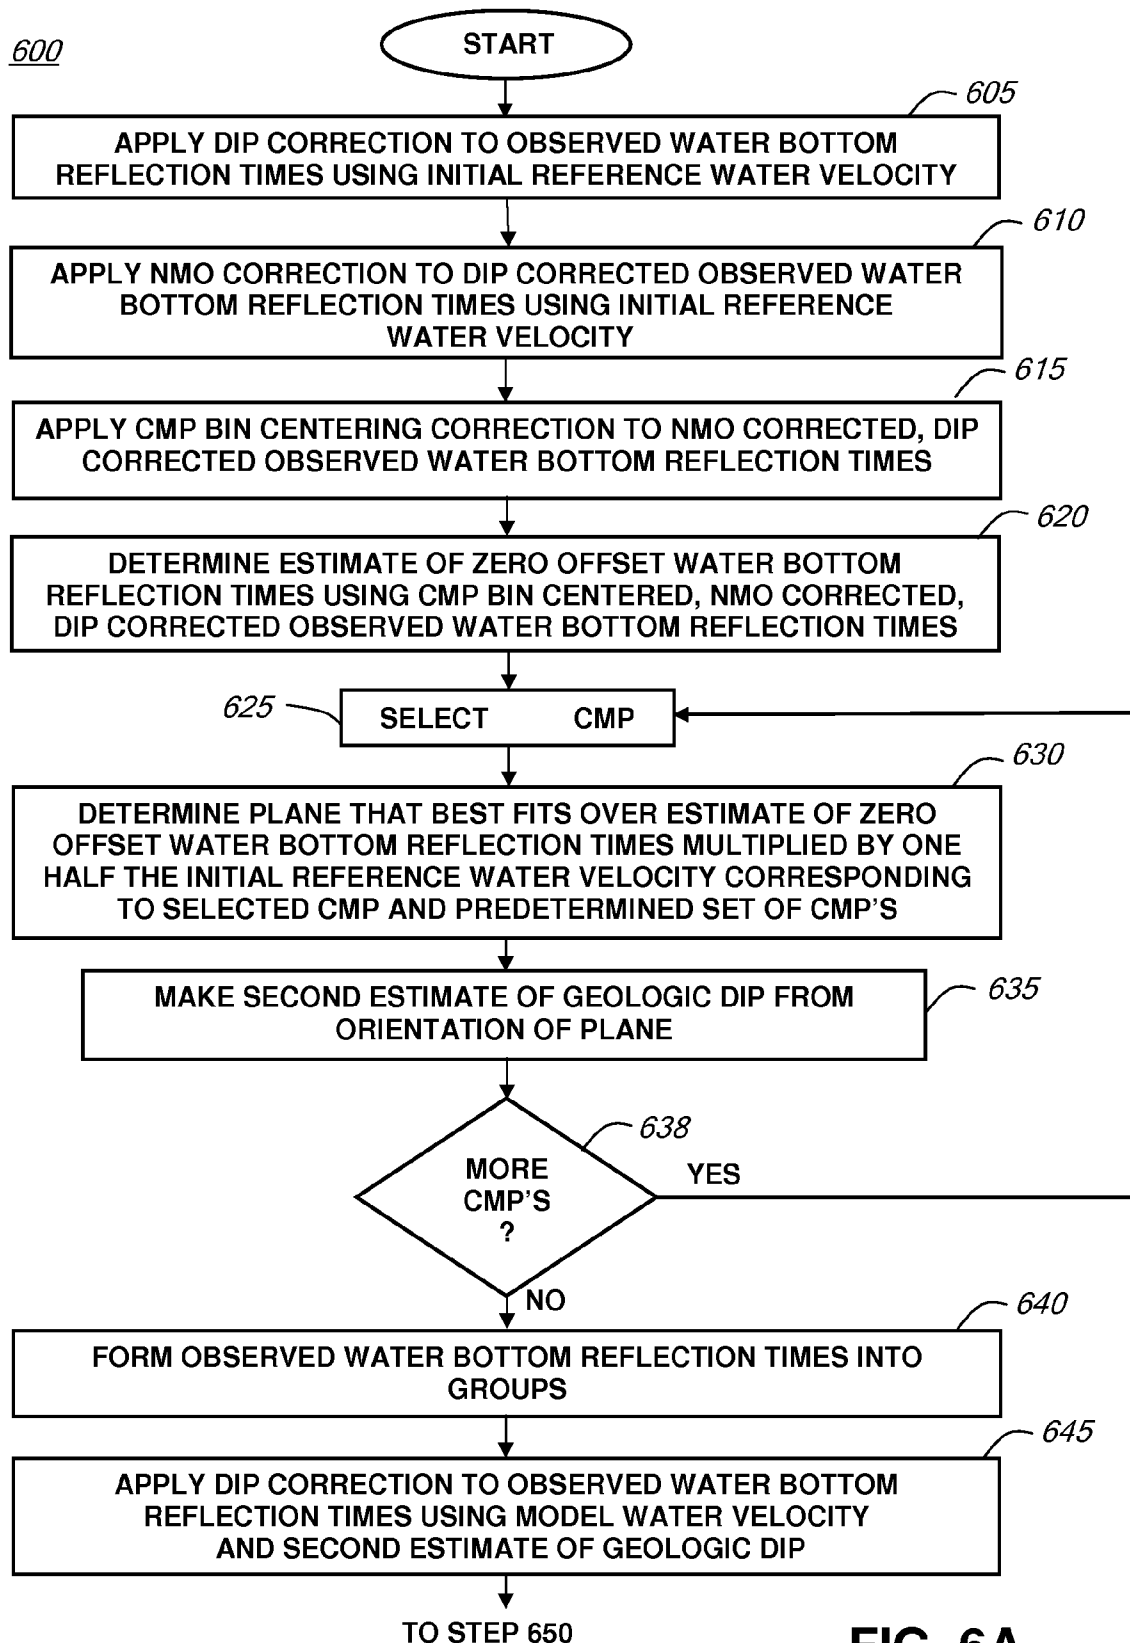 600
START
605
APPLY DIP CORRECTION TO OBSERVED WATER BOTTOM
REFLECTION TIMES USING INITIAL REFERENCE WATER VELOCITY
610
APPLY NMO CORRECTION TO DIP CORRECTED OBSERVED WATER
BOTTOM REFLECTION TIMES USING INITIAL REFERENCE
WATER VELOCITY
615
APPLY CMP BIN CENTERING CORRECTION TO NMO CORRECTED, DIP
CORRECTED OBSERVED WATER BOTTOM REFLECTION TIMES
620
DETERMINE ESTIMATE OF ZERO OFFSET WATER BOTTOM
REFLECTION TIMES USING CMP BIN CENTERED, NMO CORRECTED,
DIP CORRECTED OBSERVED WATER BOTTOM REFLECTION TIMES
625
SELECT CMP
630
DETERMINE PLANE THAT BEST FITS OVER ESTIMATE OF ZERO
OFFSET WATER BOTTOM REFLECTION TIMES MULTIPLIED BY ONE
HALF THE INITIAL REFERENCE WATER VELOCITY CORRESPONDING
TO SELECTED CMP AND PREDETERMINED SET OF CMP'S
635
MAKE SECOND ESTIMATE OF GEOLOGIC DIP FROM
ORIENTATION OF PLANE
638
MORE
CMP'S
?
YES
NO
640
FORM OBSERVED WATER BOTTOM REFLECTION TIMES INTO
GROUPS
645
APPLY DIP CORRECTION TO OBSERVED WATER BOTTOM
REFLECTION TIMES USING MODEL WATER VELOCITY
AND SECOND ESTIMATE OF GEOLOGIC DIP
TO STEP 650
FIG. 6A